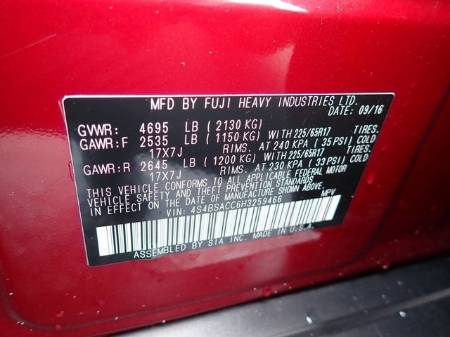 MFD BY FUJI HEAVY INDUSTRIES LTD.
09/16
GVWR: 4695 LB (2130 KG)
GAWR:F 2535 LB (1150 KG) WITH 225/65R17 TIRES.
17X7J RIMS. AT 240 KPA (35 PSI) COLD
GAWR:R 2645 LB (1200 KG) WITH 225/65R17 TIRES.
17X7J RIMS. AT 230 KPA (33 PSI) COLD
THIS VEHICLE CONFORMS TO ALL APPLICABLE FEDERAL MOTOR
VEHICLE SAFETY AND THEFT PREVENTION STANDARDS
IN EFFECT ON THE DATE OF MANUFACTURE SHOWN ABOVE.
VIN: 4S4BSACC6H3259466 MPV
ASSEMBLED BY SIA INC. MADE IN U.S.A.